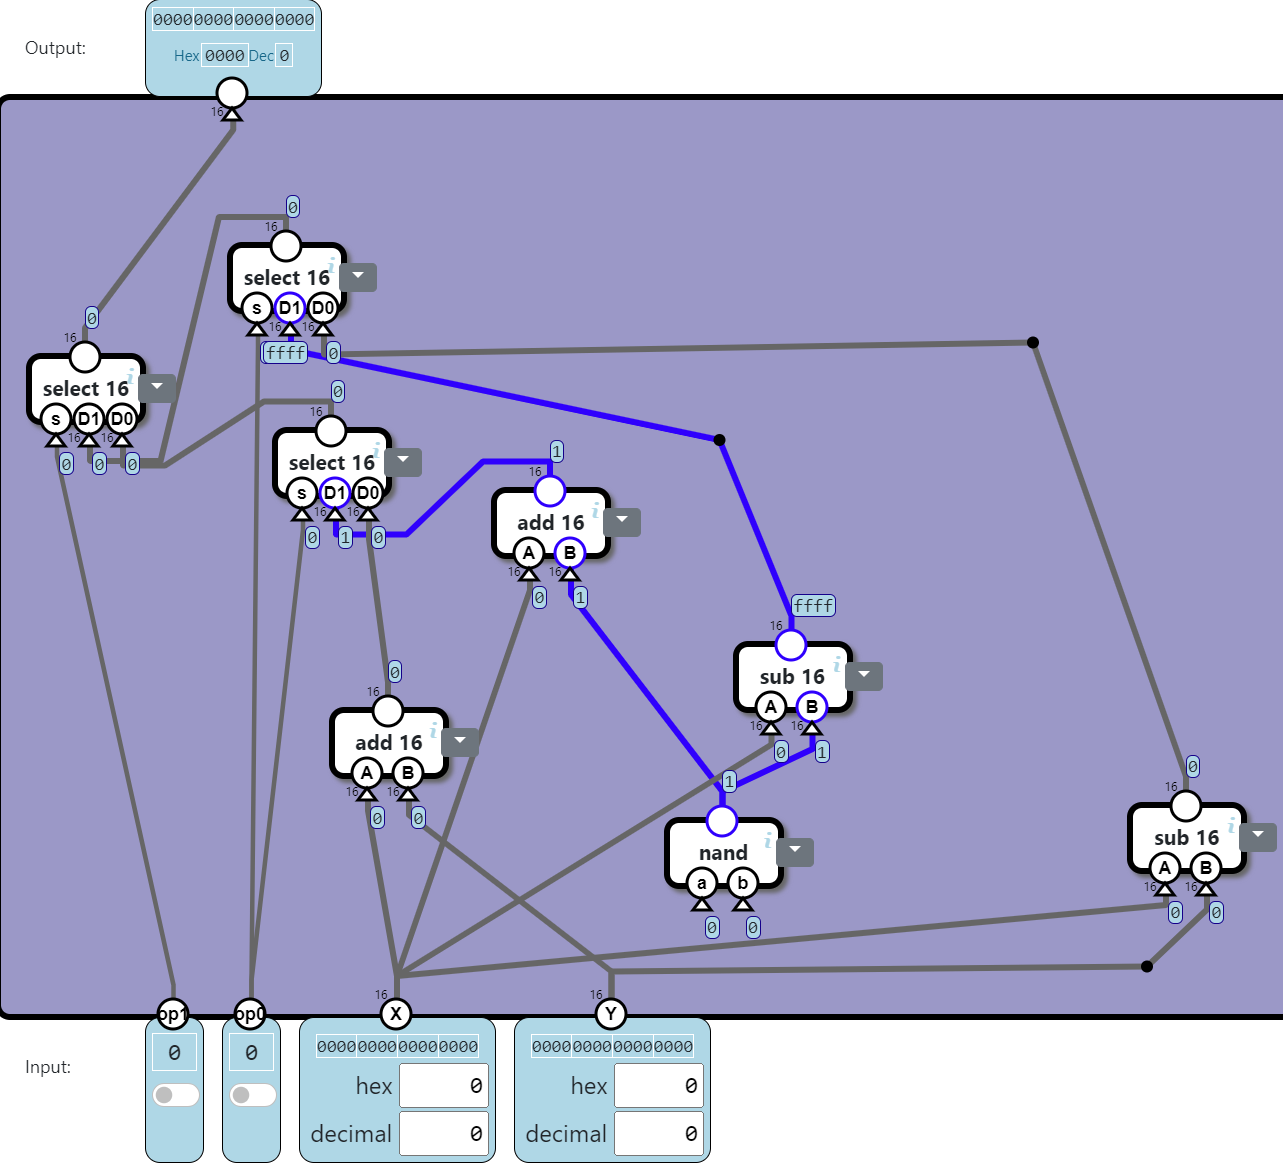 0000000000000000
Output:
Hex 0000 Dec 0
16
0
16
i
select 16
s D1 D0
16 16
ffff 0
0
16
i
select 16
s D1 D0
16 16
0 0 0
0
16
i
select 16
s D1 D0
16 16
0 1 0
1
16
i
add 16
A B
16 16
0 1
ffff
16
i
sub 16
A B
16 16
0 1
0
16
i
add 16
A B
16 16
0 0
1
i
nand
a b
0 0
0
16
i
sub 16
A B
16 16
0 0
16 16
op1 op0 X Y
Input:
0 0 0000000000000000 0000000000000000
hex 0 hex 0
decimal 0 decimal 0